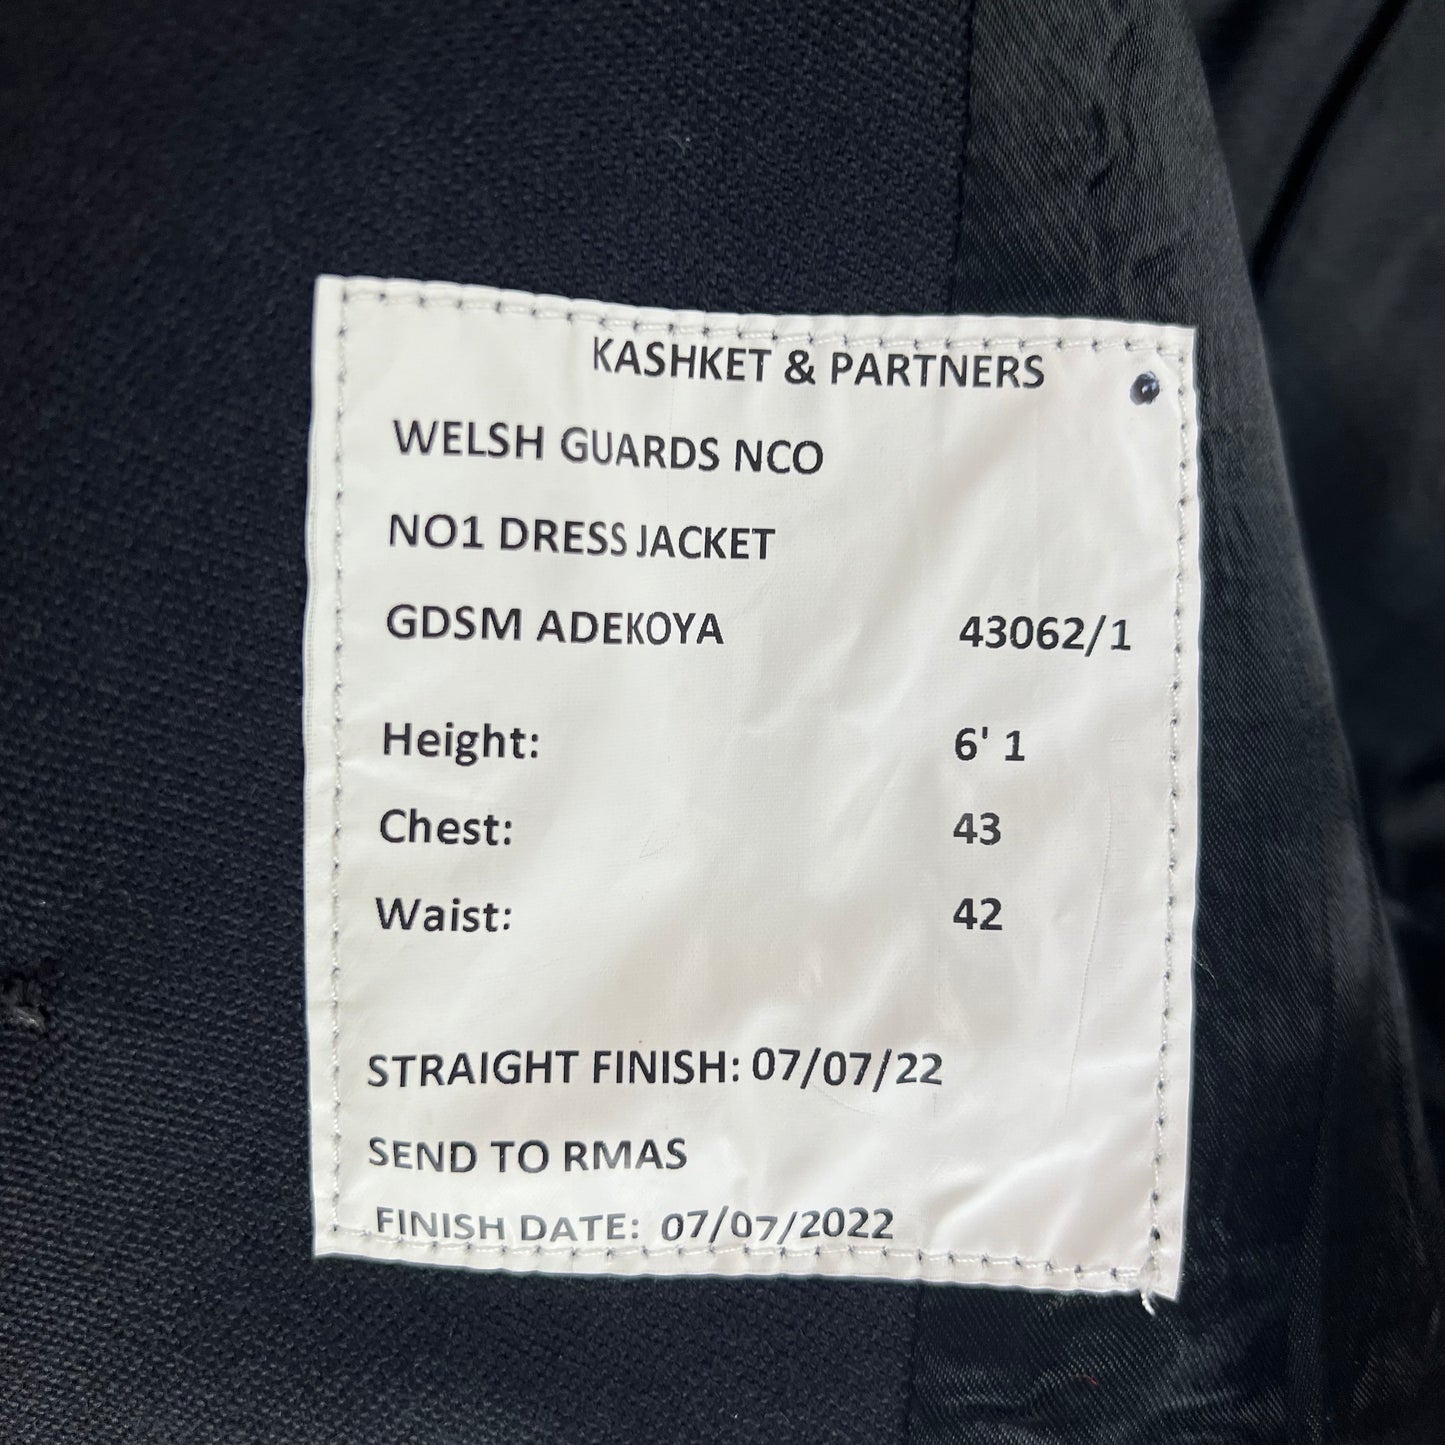 KASHKET & PARTNERS
WELSH GUARDS NCO
NO1 DRESS JACKET
GDSM ADEKOYA 43062/1
Height: 6' 1
Chest: 43
Waist: 42
STRAIGHT FINISH: 07/07/22
SEND TO RMAS
FINISH DATE: 07/07/2022